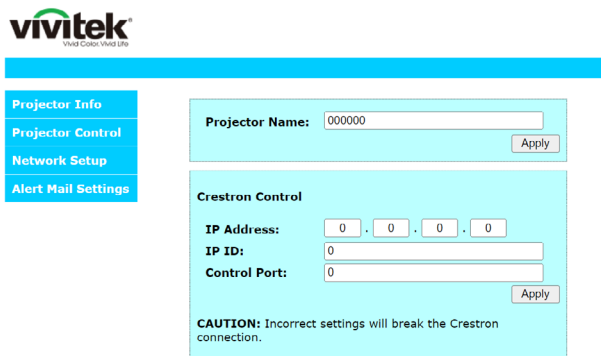 vivitek®
Vivid Color. Vivid Life
Projector Info
Projector Control
Network Setup
Alert Mail Settings
Projector Name: 000000
Apply
Crestron Control
IP Address: 0 . 0 . 0 . 0
IP ID: 0
Control Port: 0
Apply
CAUTION: Incorrect settings will break the Crestron
connection.